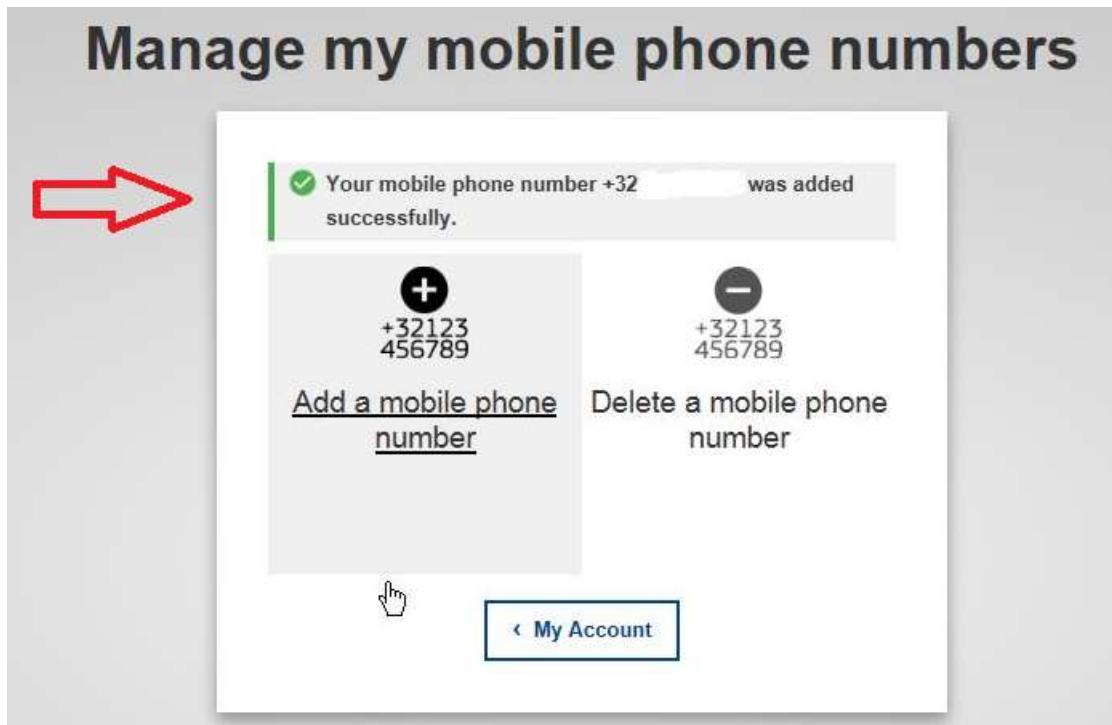 Manage my mobile phone numbers
Your mobile phone number +32 was added
successfully.
+32123
456789
Add a mobile phone
number
+32123
456789
Delete a mobile phone
number
‹ My Account